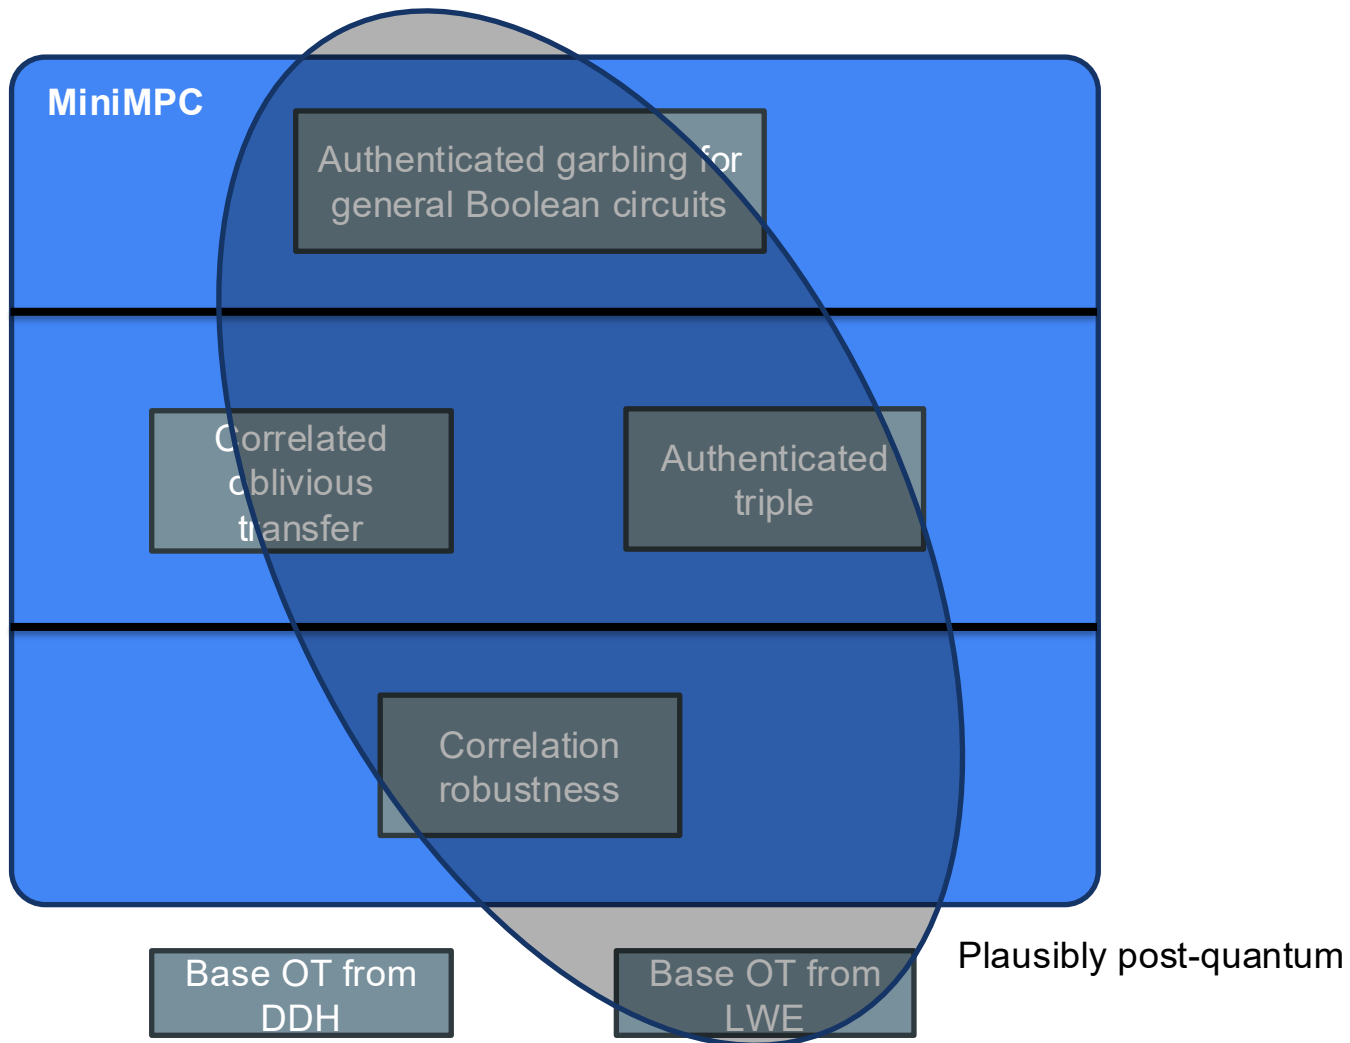 MiniMPC
Authenticated garbling for
general Boolean circuits
Correlated
oblivious
transfer
Authenticated
triple
Correlation
robustness
Base OT from
DDH
Base OT from
LWE
Plausibly post-quantum